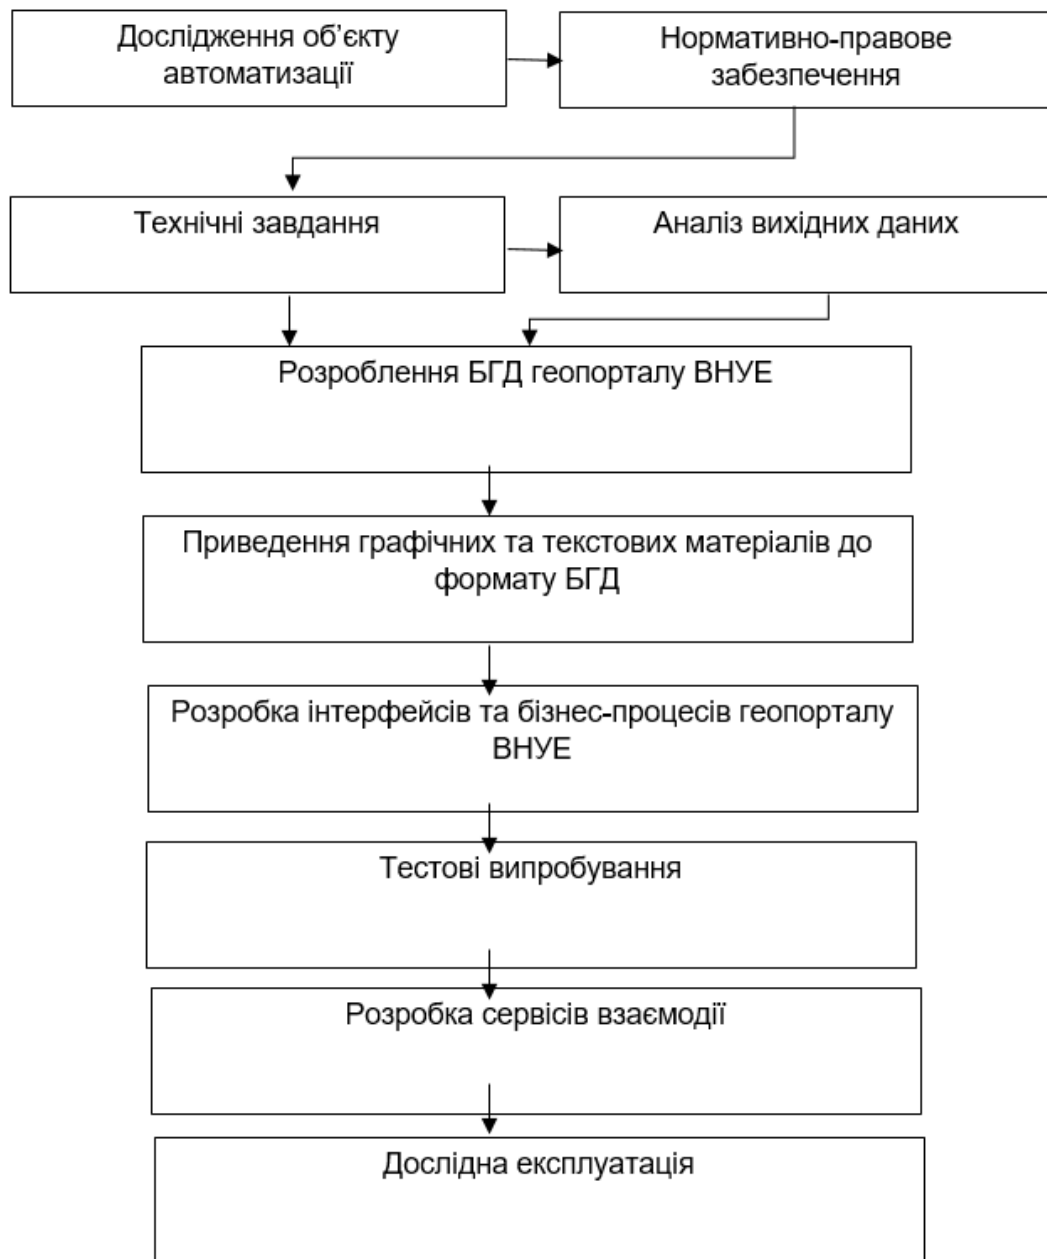 Дослідження об’єкту
автоматизації
Нормативно-правове
забезпечення
Технічні завдання
Аналіз вихідних даних
Розроблення БГД геопорталу ВНУЕ
Приведення графічних та текстових матеріалів до
формату БГД
Розробка інтерфейсів та бізнес-процесів геопорталу
ВНУЕ
Тестові випробування
Розробка сервісів взаємодії
Дослідна експлуатація